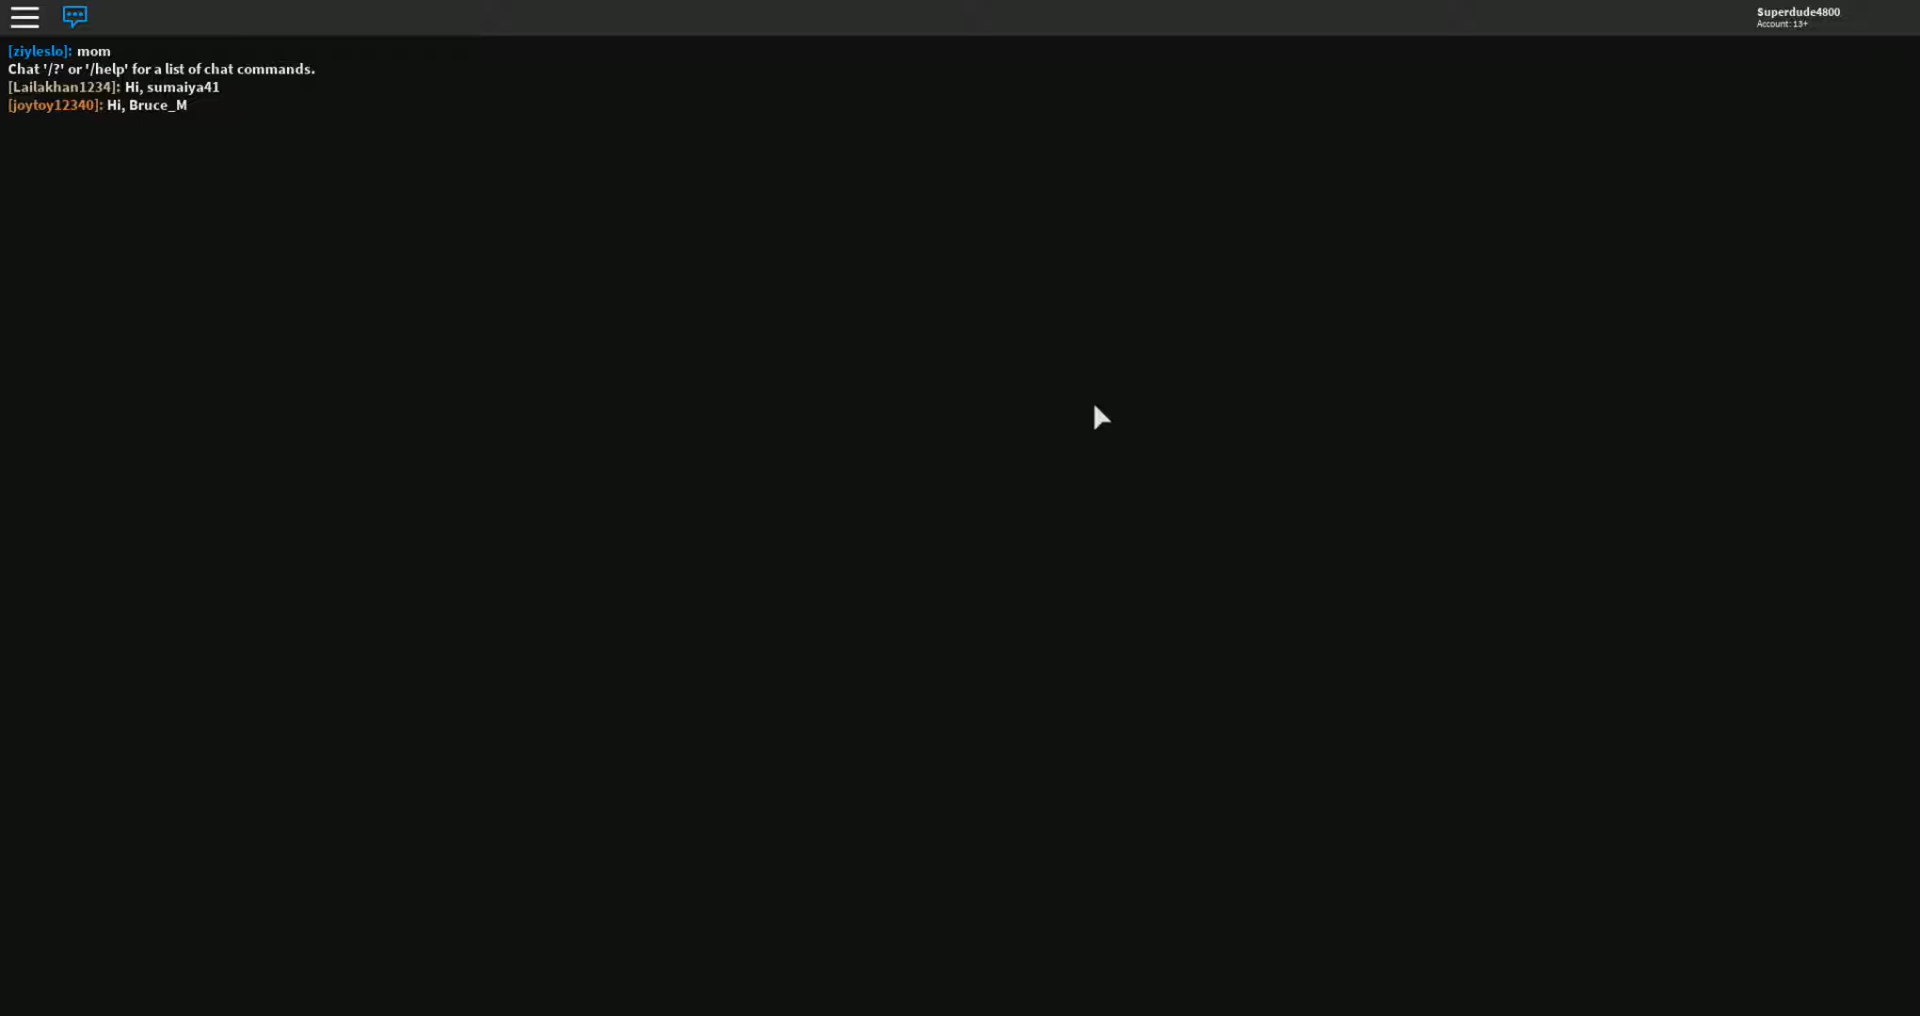 Superdude4800
Account: 13+
[ziyleslo]: mom
Chat '/?' or '/help' for a list of chat commands.
[Lailakhan1234]: Hi, sumaiya41
[joytoy12340]: Hi, Bruce_M